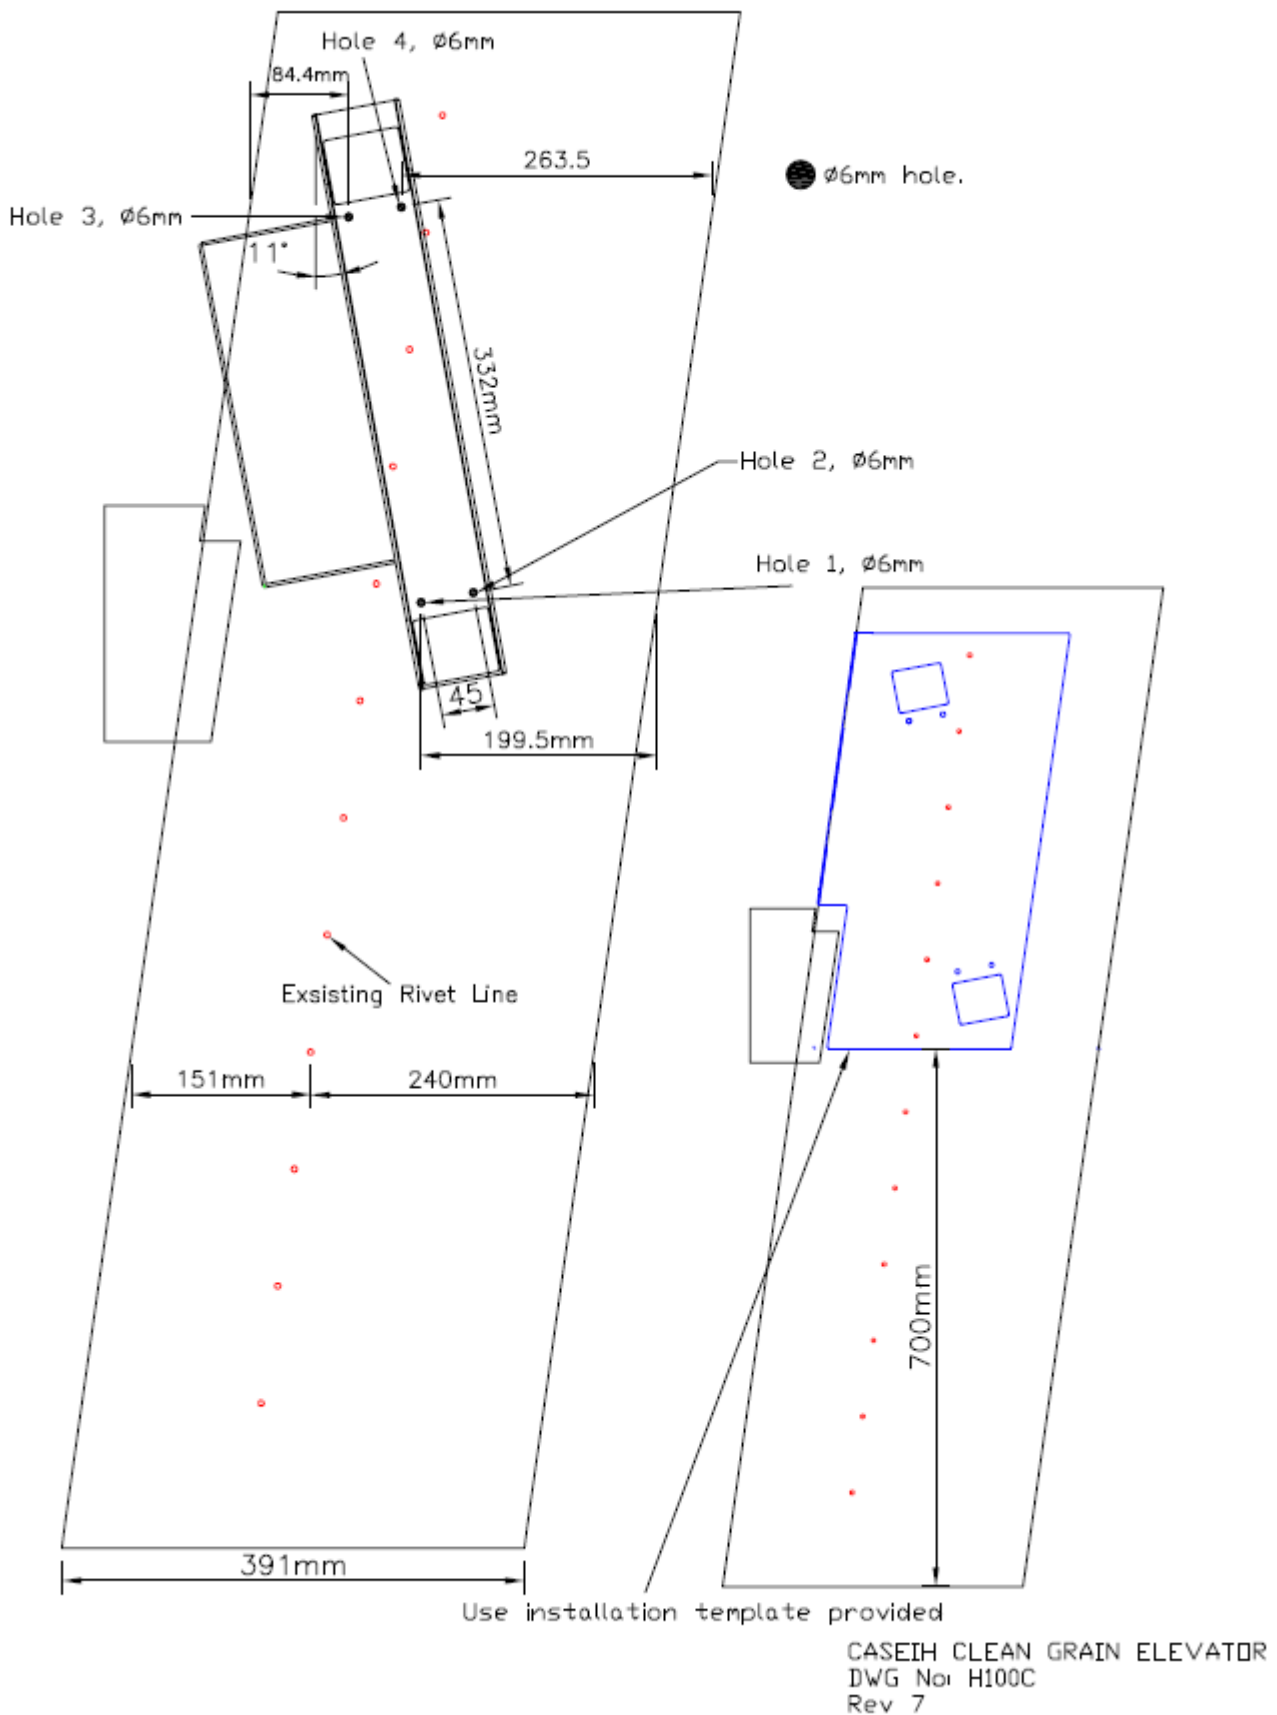 Hole 4, Ø6mm
84.4mm
263.5
Ø6mm hole.
Hole 3, Ø6mm
11°
332mm
Hole 2, Ø6mm
Hole 1, Ø6mm
45
199.5mm
Exsisting Rivet Line
151mm
240mm
700mm
391mm
Use installation template provided
CASEIH CLEAN GRAIN ELEVATOR
DWG No: H100C
Rev 7